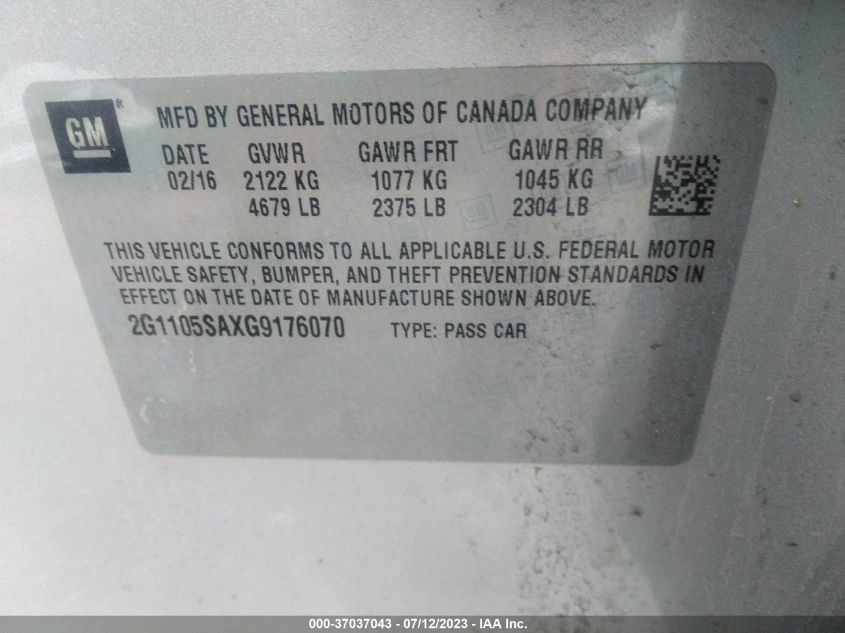 GM ®
MFD BY GENERAL MOTORS OF CANADA COMPANY
DATE GVWR GAWR FRT GAWR RR
02/16 2122 KG 1077 KG 1045 KG
4679 LB 2375 LB 2304 LB
THIS VEHICLE CONFORMS TO ALL APPLICABLE U.S. FEDERAL MOTOR
VEHICLE SAFETY, BUMPER, AND THEFT PREVENTION STANDARDS IN
EFFECT ON THE DATE OF MANUFACTURE SHOWN ABOVE.
2G1105SAXG9176070 TYPE: PASS CAR
000-37037043 - 07/12/2023 - IAA Inc.